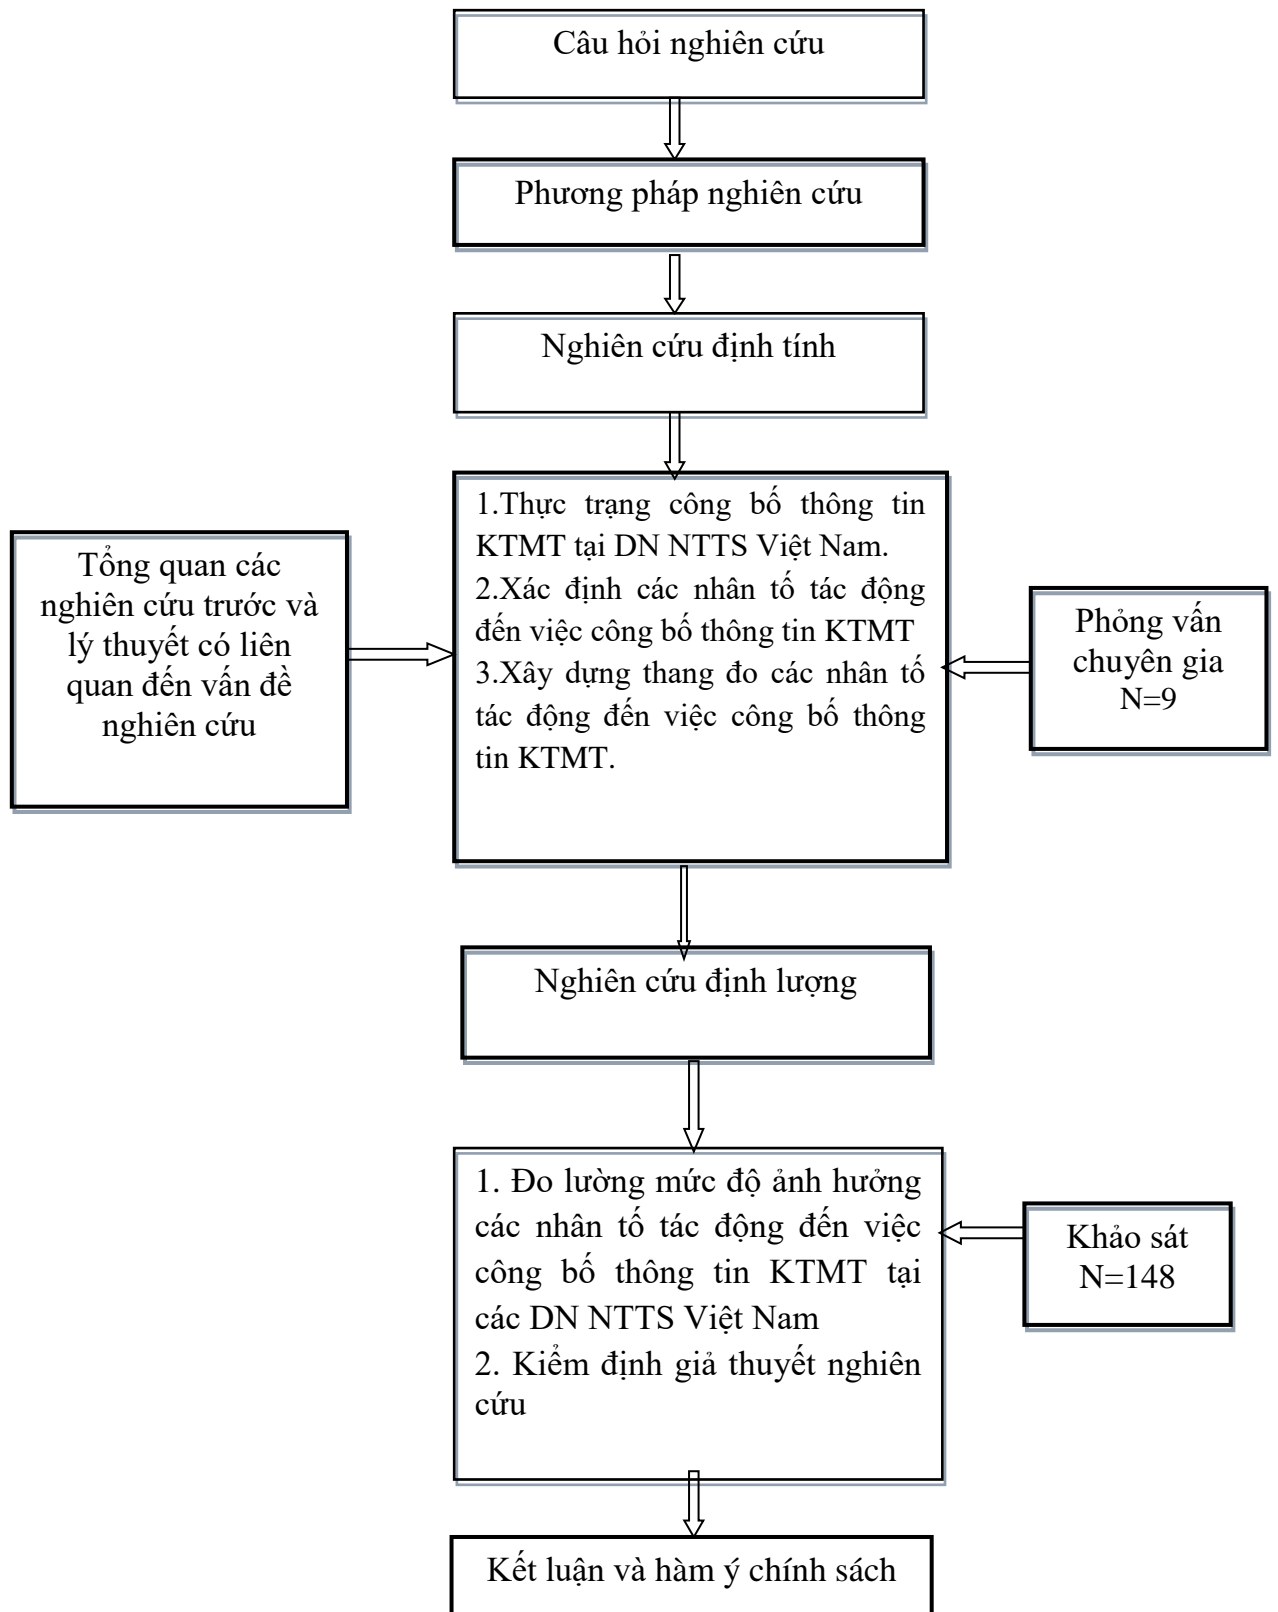 Câu hỏi nghiên cứu
Phương pháp nghiên cứu
Nghiên cứu định tính
Tổng quan các
nghiên cứu trước và
lý thuyết có liên
quan đến vấn đề
nghiên cứu
1.Thực trạng công bố thông tin
KTMT tại DN NTTS Việt Nam.
2.Xác định các nhân tố tác động
đến việc công bố thông tin KTMT
3.Xây dựng thang đo các nhân tố
tác động đến việc công bố thông
tin KTMT.
Phỏng vấn
chuyên gia
N=9
Nghiên cứu định lượng
1. Đo lường mức độ ảnh hưởng
các nhân tố tác động đến việc
công bố thông tin KTMT tại
các DN NTTS Việt Nam
2. Kiểm định giả thuyết nghiên
cứu
Khảo sát
N=148
Kết luận và hàm ý chính sách